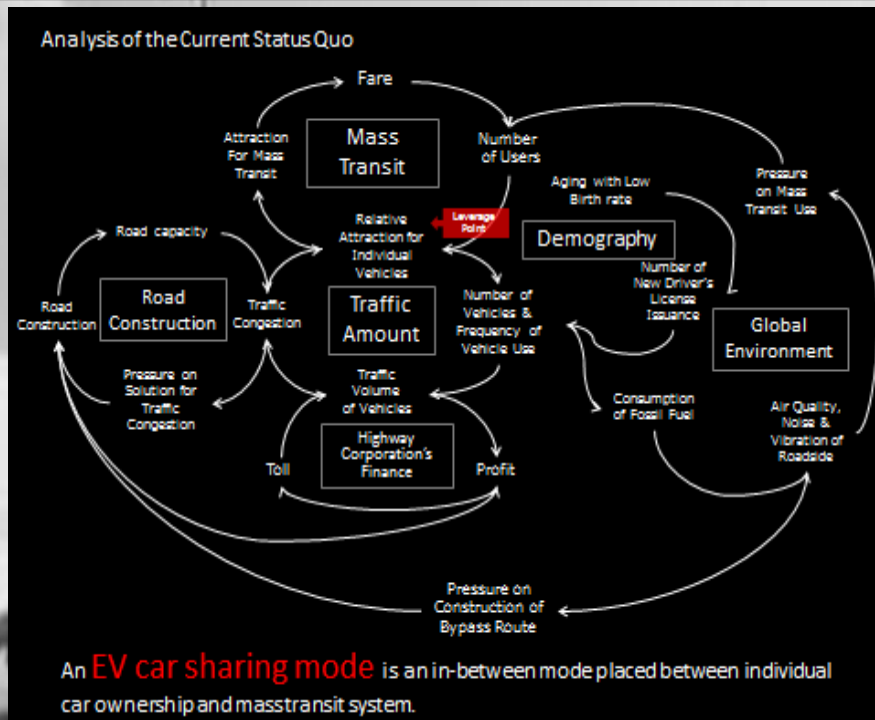 Analysis of the Current Status Quo
Fare
Mass
Transit
Attraction
For Mass
Transit
Number
of Users
Pressure
on Mass
Transit Use
Aging with Low
Birth rate
Leverage
Point
Relative
Attraction for
Individual
Vehicles
Demography
Road capacity
Number of
New Driver's
License
Issuance
Road
Construction
Road
Construction
Traffic
Congestion
Traffic
Amount
Number of
Vehicles &
Frequency of
Vehicle Use
Global
Environment
Pressure on
Solution for
Traffic
Congestion
Traffic
Volume
of Vehicles
Consumption
of Fossil Fuel
Air Quality,
Noise &
Vibration of
Roadside
Highway
Corporation's
Finance
Toll
Profit
Pressure on
Construction of
Bypass Route
An EV car sharing mode is an in-between mode placed between individual
car ownership and masstransit system.